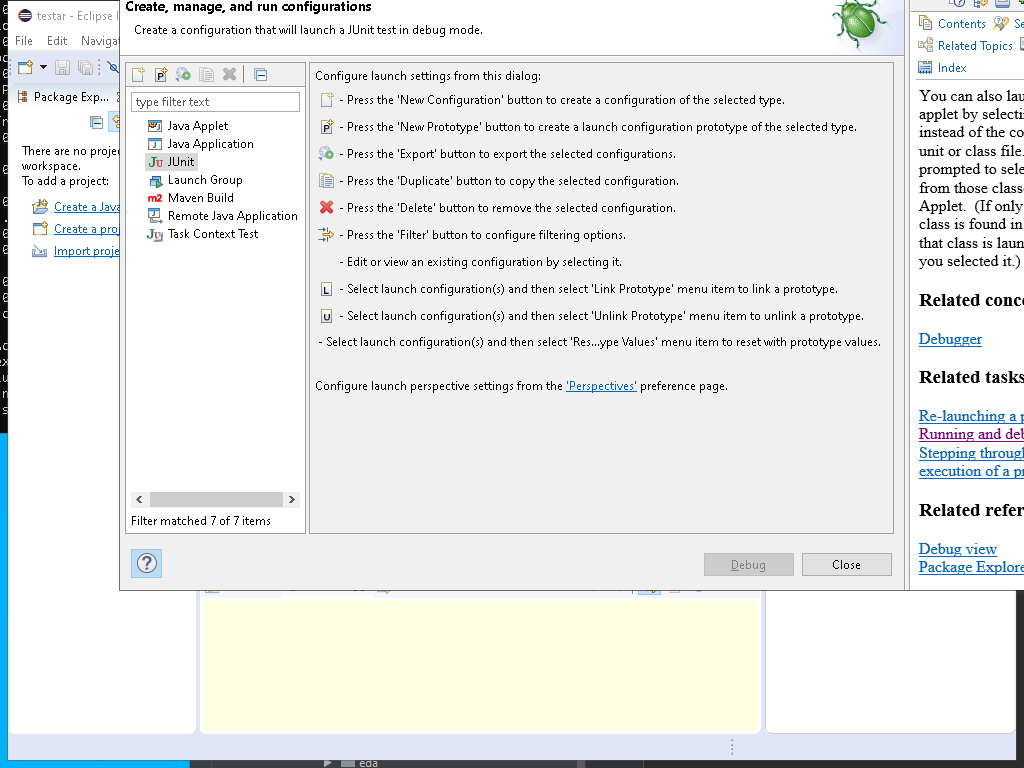 testar - Eclipse
Create, manage, and run configurations
Create a configuration that will launch a JUnit test in debug mode.
File Edit Navigat
Package Exp...
There are no projec
workspace.
To add a project:
Create a Java
Create a proj
Import proje
type filter text
Java Applet
Java Application
JUnit
Launch Group
Maven Build
Remote Java Application
Task Context Test
Filter matched 7 of 7 items
Configure launch settings from this dialog:
- Press the 'New Configuration' button to create a configuration of the selected type.
- Press the 'New Prototype' button to create a launch configuration prototype of the selected type.
- Press the 'Export' button to export the selected configurations.
- Press the 'Duplicate' button to copy the selected configuration.
- Press the 'Delete' button to remove the selected configuration.
- Press the 'Filter' button to configure filtering options.
- Edit or view an existing configuration by selecting it.
- Select launch configuration(s) and then select 'Link Prototype' menu item to link a prototype.
- Select launch configuration(s) and then select 'Unlink Prototype' menu item to unlink a prototype.
- Select launch configuration(s) and then select 'Res...ype Values' menu item to reset with prototype values.
Configure launch perspective settings from the 'Perspectives' preference page.
Debug Close
Contents Se
Related Topics
Index
You can also lau
applet by selecti
instead of the co
unit or class file.
prompted to sele
from those classe
Applet. (If only
class is found in
that class is laun
you selected it.)
Related conce
Debugger
Related tasks
Re-launching a p
Running and deb
Stepping through
execution of a pr
Related refer
Debug view
Package Explore
eda